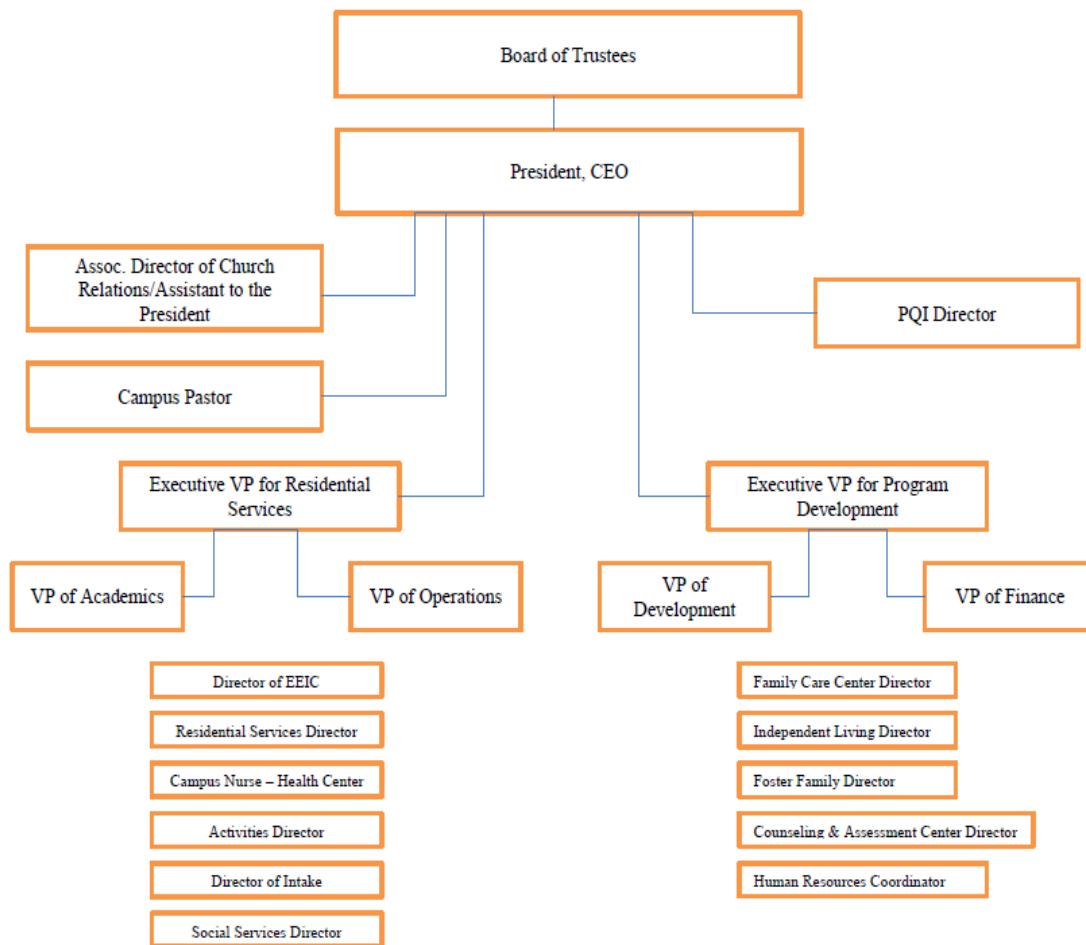 Board of Trustees
President, CEO
Assoc. Director of Church
Relations/Assistant to the
President
PQI Director
Campus Pastor
Executive VP for Residential
Services
Executive VP for Program
Development
VP of Academics
VP of Operations
VP of
Development
VP of Finance
Director of EEIC
Residential Services Director
Campus Nurse – Health Center
Activities Director
Director of Intake
Social Services Director
Family Care Center Director
Independent Living Director
Foster Family Director
Counseling & Assessment Center Director
Human Resources Coordinator